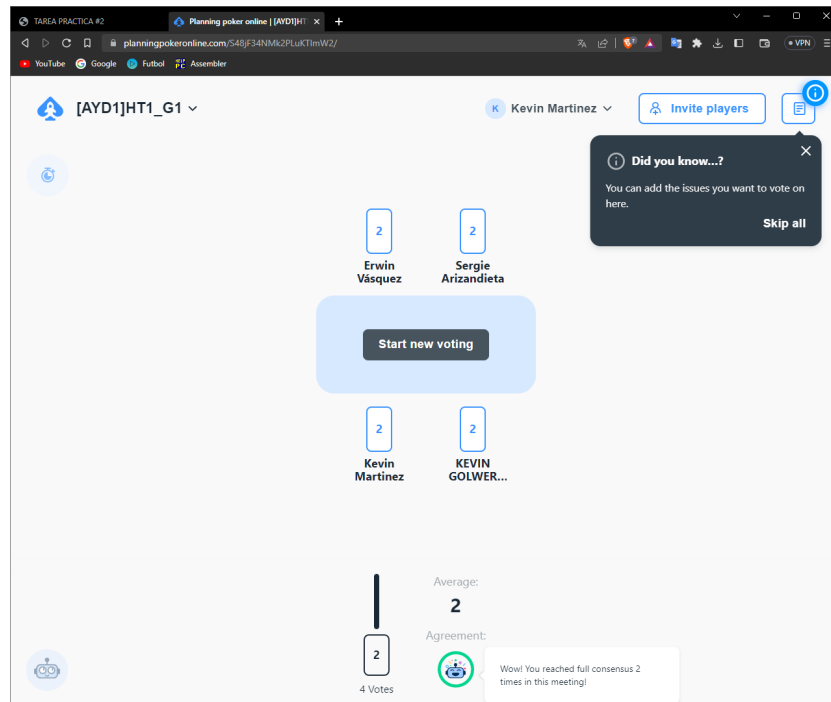 TAREA PRACTICA #2
Planning poker online | [AYD1]HT
planningpokeronline.com/S48jF34NMk2PLuKTlmW2/
VPN
YouTube
Google
Futbol
Assembler
[AYD1]HT1_G1
K
Kevin Martinez
Invite players
Did you know...?
You can add the issues you want to vote on
here.
Skip all
2
2
Erwin
Vásquez
Sergie
Arizandieta
Start new voting
2
2
Kevin
Martinez
KEVIN
GOLWER...
Average:
2
Agreement:
2
4 Votes
Wow! You reached full consensus 2
times in this meeting!